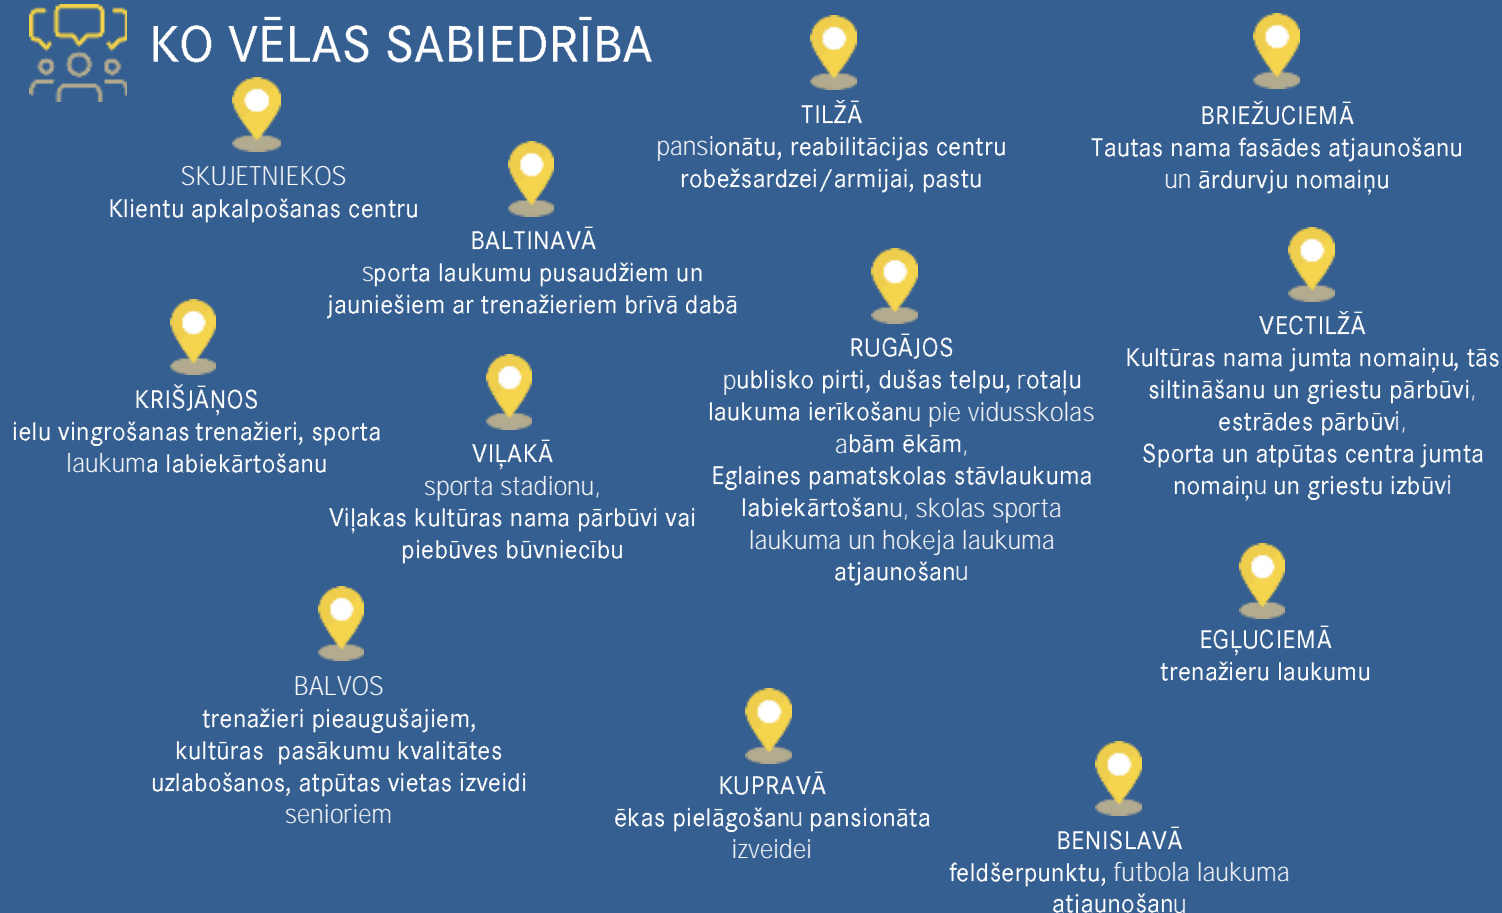 KO VĒLAS SABIEDRĪBA
SKUJETNIEKOS
Klientu apkalpošanas centru
BALTINAVĀ
sporta laukumu pusaudžiem un
jauniešiem ar trenažieriem brīvā dabā
TILŽĀ
pansionātu, reabilitācijas centru
robežsardzei/armijai, pastu
BRIEŽUCIEMĀ
Tautas nama fasādes atjaunošanu
un ārdurvju nomaiņu
KRIŠJĀŅOS
ielu vingrošanas trenažieri, sporta
laukuma labiekārtošanu
VIĻAKĀ
sporta stadionu,
Viļakas kultūras nama pārbūvi vai
piebūves būvniecību
RUGĀJOS
publisko pirti, dušas telpu, rotaļu
laukuma ierīkošanu pie vidusskolas
abām ēkām,
Eglaines pamatskolas stāvlaukuma
labiekārtošanu, skolas sporta
laukuma un hokeja laukuma
atjaunošanu
VECTILŽĀ
Kultūras nama jumta nomaiņu, tās
siltināšanu un griestu pārbūvi,
estrādes pārbūvi,
Sporta un atpūtas centra jumta
nomaiņu un griestu izbūvi
BALVOS
trenažieri pieaugušajiem,
kultūras pasākumu kvalitātes
uzlabošanos, atpūtas vietas izveidi
senioriem
KUPRAVĀ
ēkas pielāgošanu pansionāta
izveidei
EGĻUCIEMĀ
trenažieru laukumu
BENISLAVĀ
feldšerpunktu, futbola laukuma
atjaunošanu